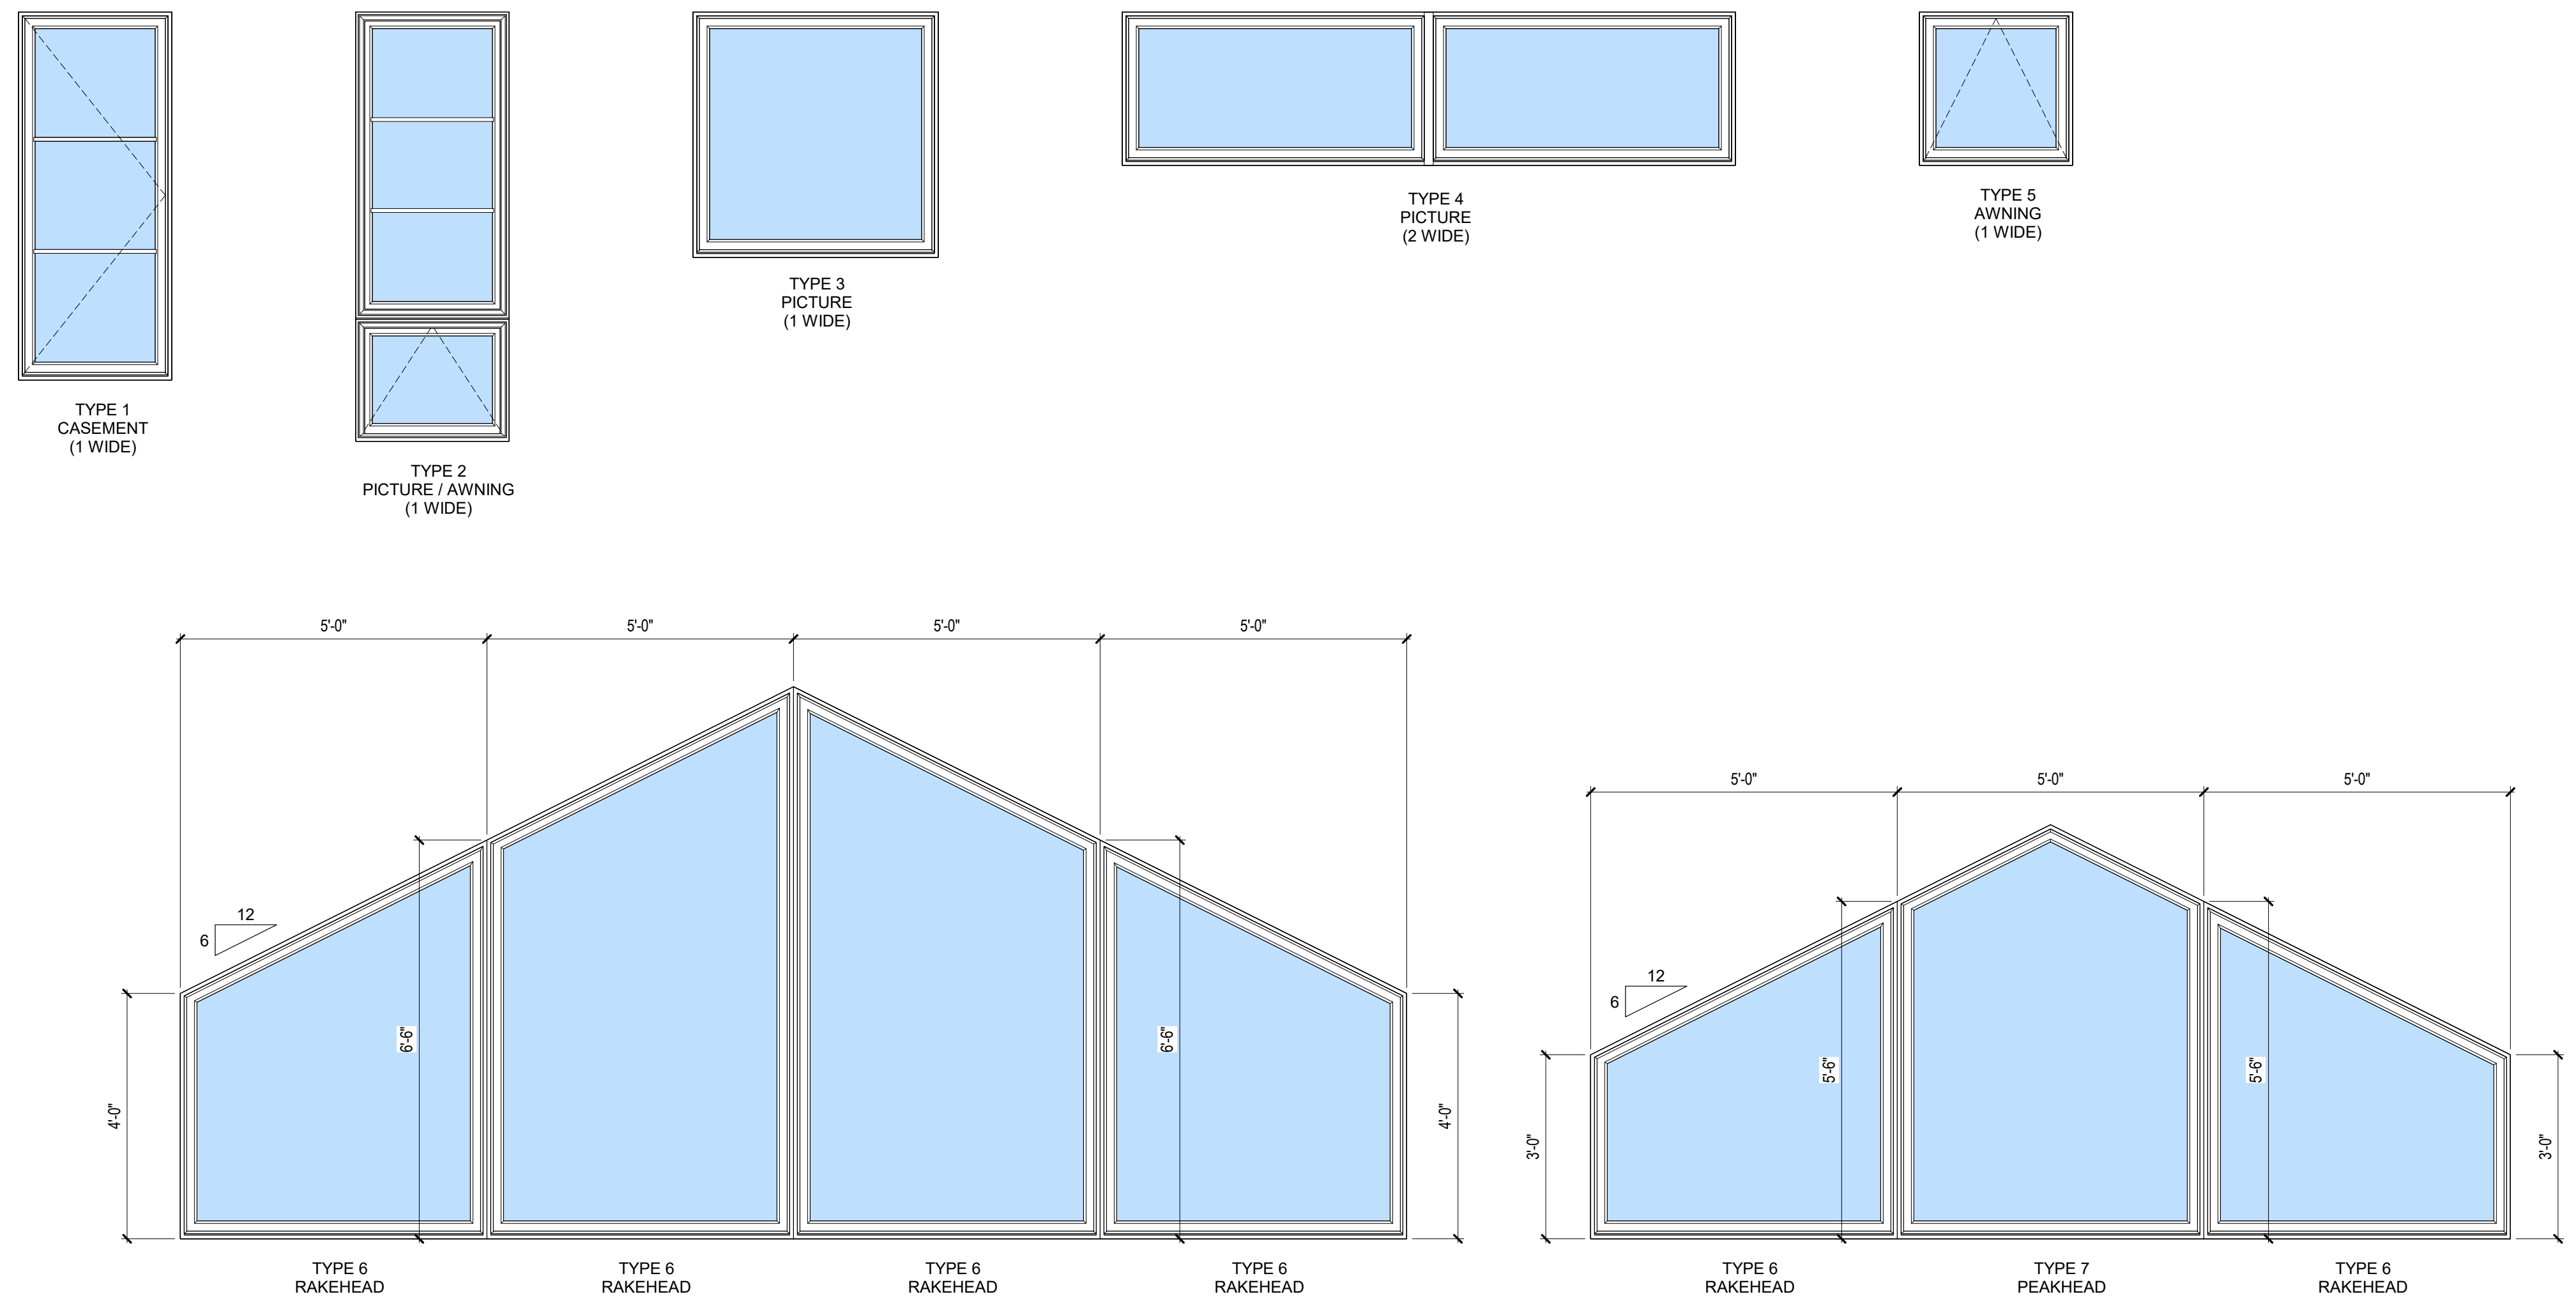 TYPE 1
CASEMENT
(1 WIDE)
TYPE 2
PICTURE / AWNING
(1 WIDE)
TYPE 3
PICTURE
(1 WIDE)
TYPE 4
PICTURE
(2 WIDE)
TYPE 5
AWNING
(1 WIDE)
5'-0"
5'-0"
5'-0"
5'-0"
12
6
4'-0"
6'-6"
6'-6"
4'-0"
TYPE 6
RAKEHEAD
TYPE 6
RAKEHEAD
TYPE 6
RAKEHEAD
TYPE 6
RAKEHEAD
5'-0"
5'-0"
5'-0"
12
6
3'-0"
5'-6"
5'-6"
3'-0"
TYPE 6
RAKEHEAD
TYPE 7
PEAKHEAD
TYPE 6
RAKEHEAD